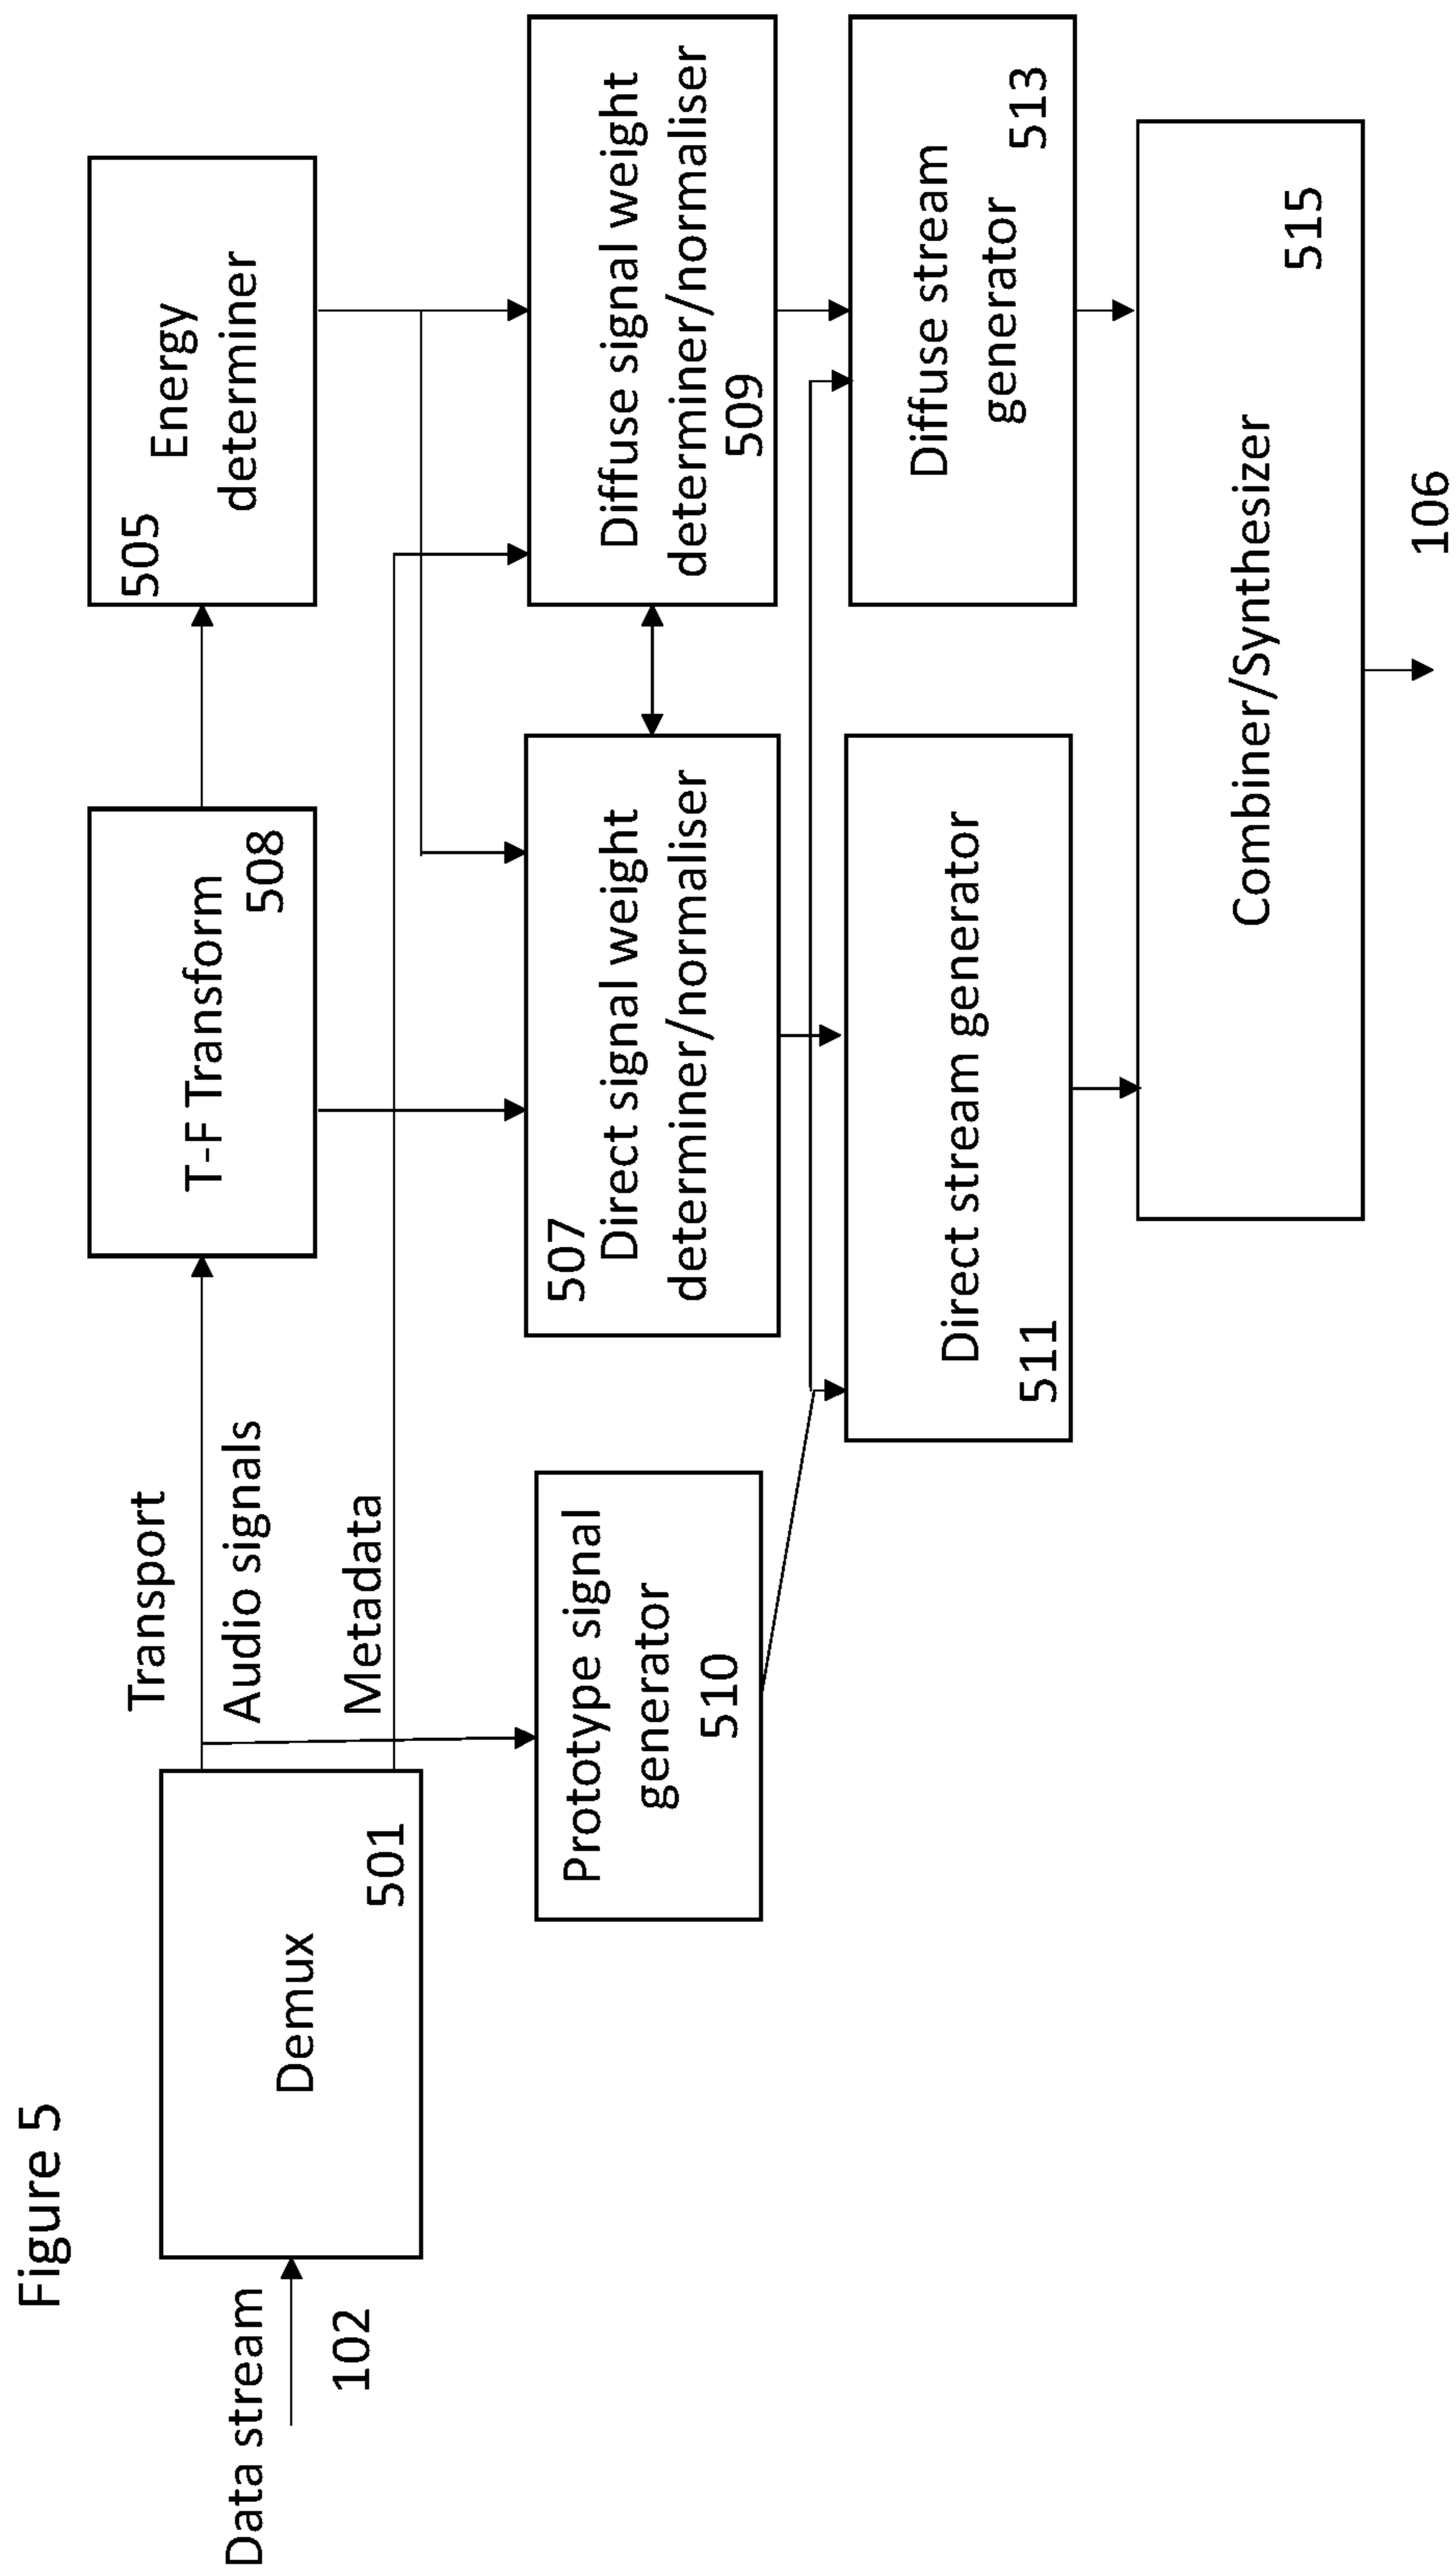 Figure 5
Data stream
102
Demux
501
Transport
Audio signals
Metadata
T-F Transform
508
505
Energy
determiner
Prototype signal
generator
510
507
Direct signal weight
determiner/normaliser
Diffuse signal weight
determiner/normaliser
509
Direct stream generator
511
Diffuse stream
generator
513
Combiner/Synthesizer
515
106